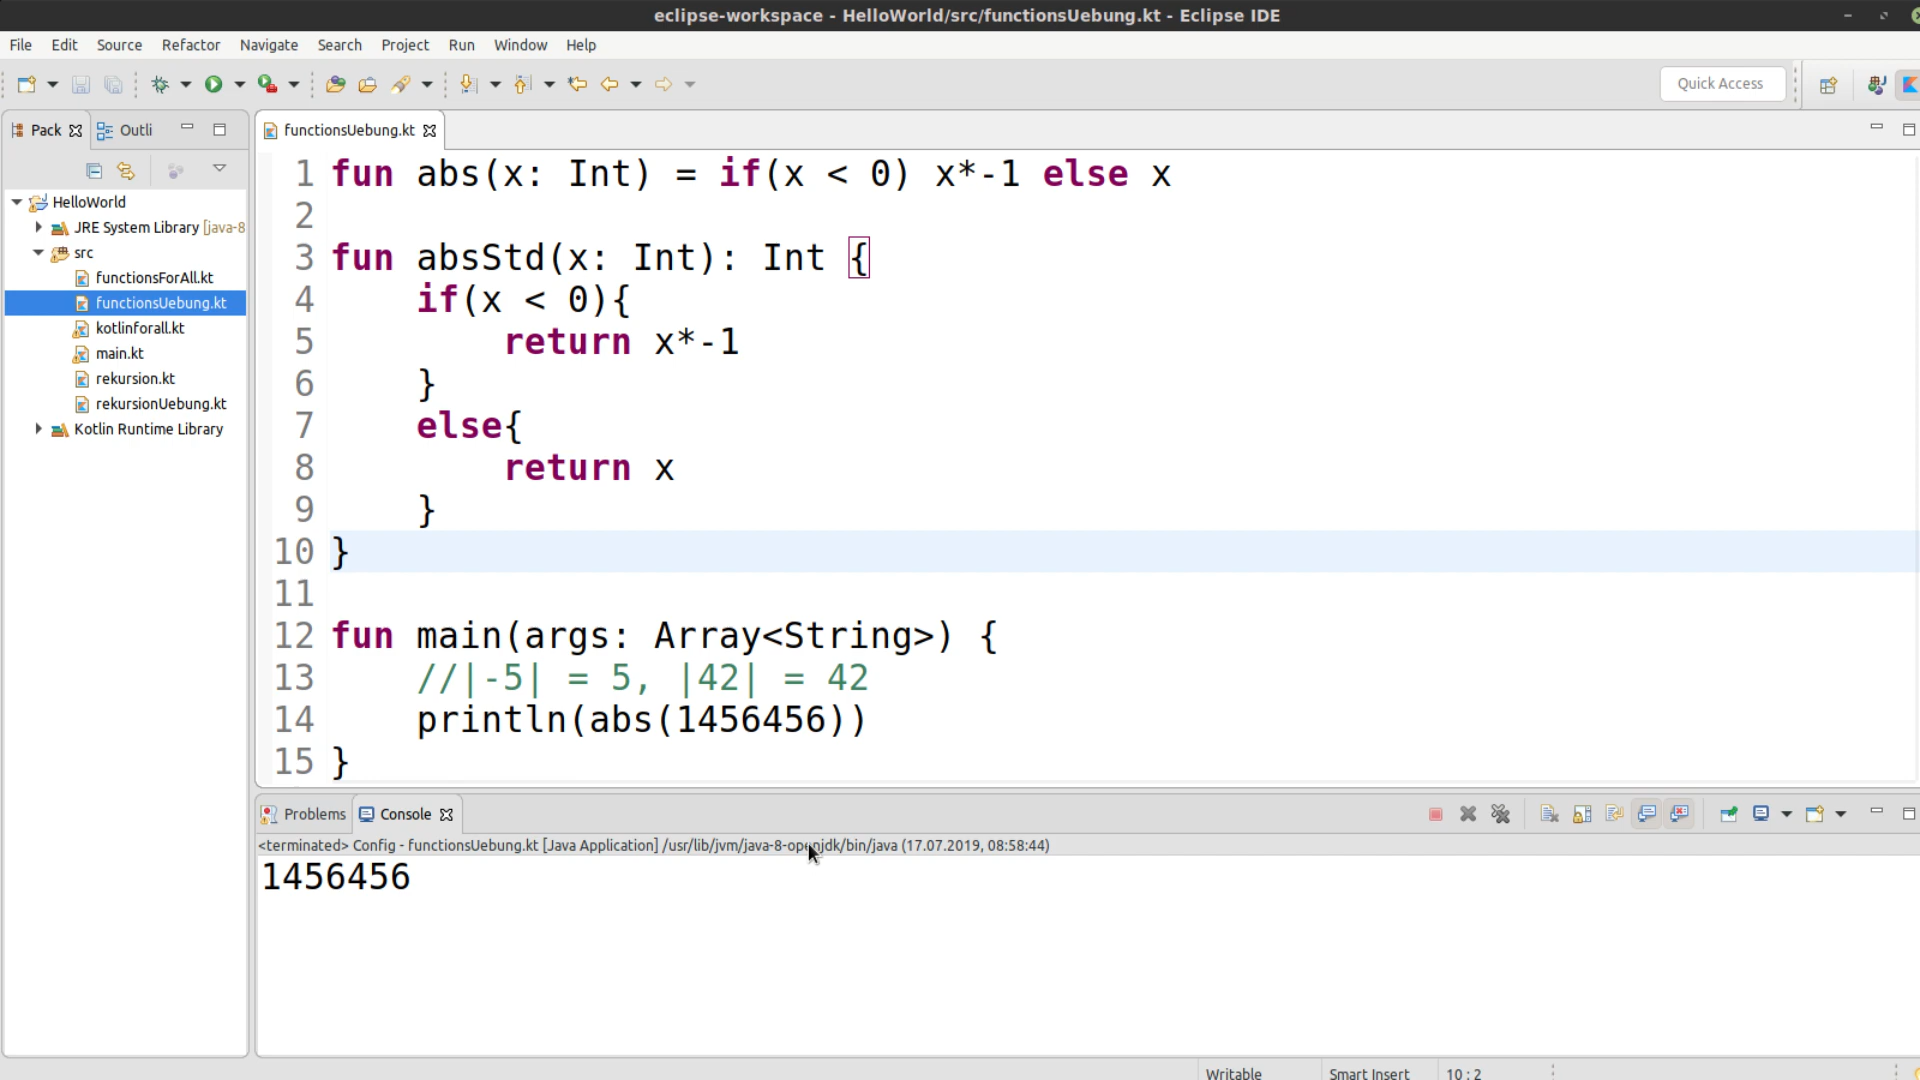 eclipse-workspace - HelloWorld/src/functionsUebung.kt - Eclipse IDE
File Edit Source Refactor Navigate Search Project Run Window Help
Quick Access
Pack Outli
functionsUebung.kt
HelloWorld
JRE System Library [java-8
src
functionsForAll.kt
functionsUebung.kt
kotlinforall.kt
main.kt
rekursion.kt
rekursionUebung.kt
Kotlin Runtime Library
1 fun abs(x: Int) = if(x < 0) x*-1 else x
2
3 fun absStd(x: Int): Int {
4 if(x < 0){
5 return x*-1
6 }
7 else{
8 return x
9 }
10 }
11
12 fun main(args: Array<String>) {
13 //|-5| = 5, |42| = 42
14 println(abs(1456456))
15 }
Problems Console
<terminated> Config - functionsUebung.kt [Java Application] /usr/lib/jvm/java-8-openjdk/bin/java (17.07.2019, 08:58:44)
1456456
Writable Smart Insert 10 : 2